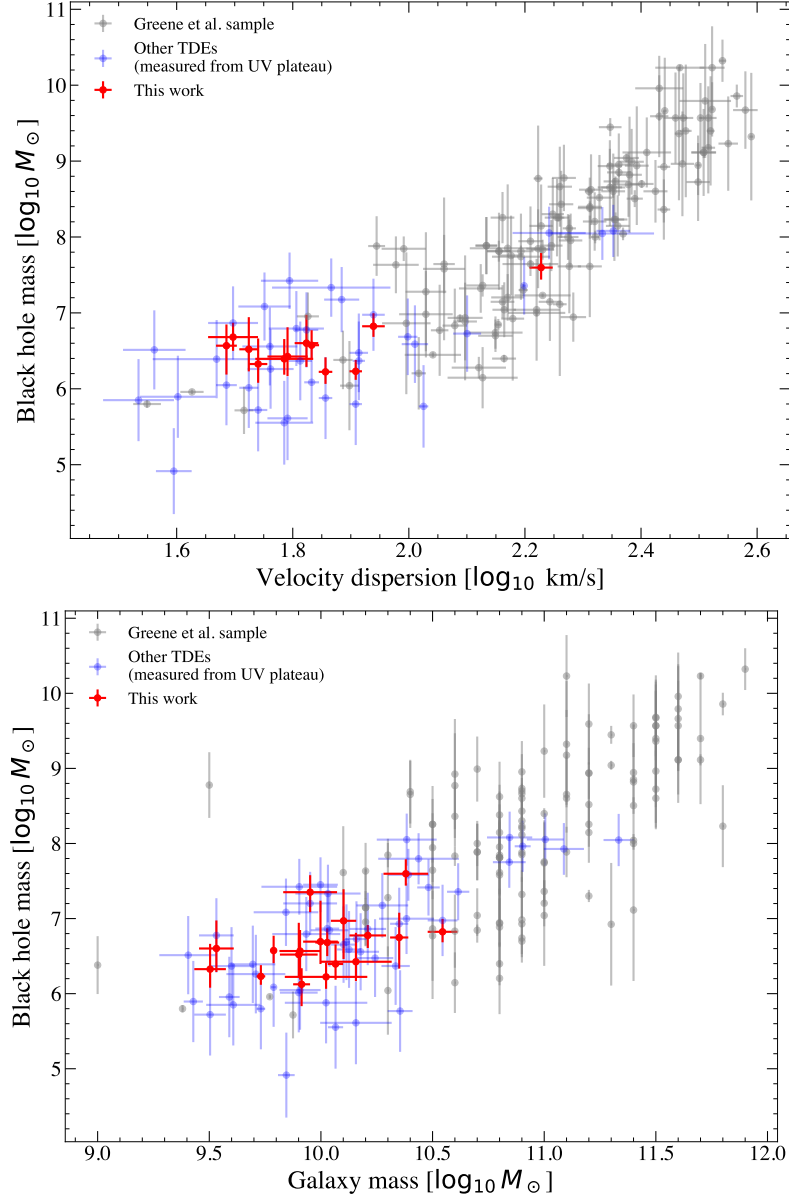 11
10
9
8
7
6
5
Black hole mass [log₁₀ M⊙]
Greene et al. sample
Other TDEs
(measured from UV plateau)
This work
1.6 1.8 2.0 2.2 2.4 2.6
Velocity dispersion [log₁₀ km/s]
11
10
9
8
7
6
5
Black hole mass [log₁₀ M⊙]
Greene et al. sample
Other TDEs
(measured from UV plateau)
This work
9.0 9.5 10.0 10.5 11.0 11.5 12.0
Galaxy mass [log₁₀ M⊙]